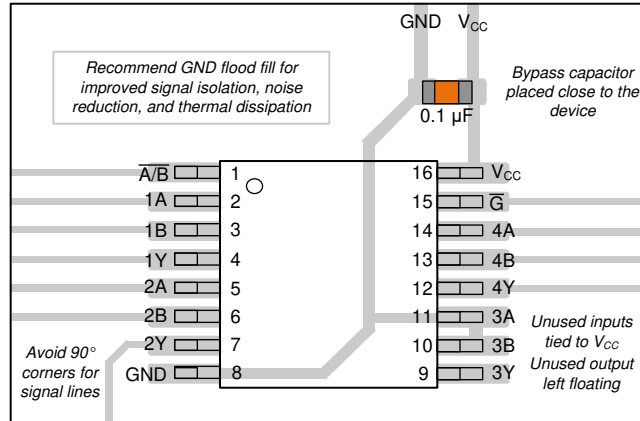 GND V_CC
Recommend GND flood fill for
improved signal isolation, noise
reduction, and thermal dissipation
Bypass capacitor
placed close to the
device
0.1 µF
A̅/B̅ 1 16 V_CC
1A 2 15 G̅
1B 3 14 4A
1Y 4 13 4B
2A 5 12 4Y
2B 6 11 3A
2Y 7 10 3B
GND 8 9 3Y
Avoid 90°
corners for
signal lines
Unused inputs
tied to V_CC
Unused output
left floating